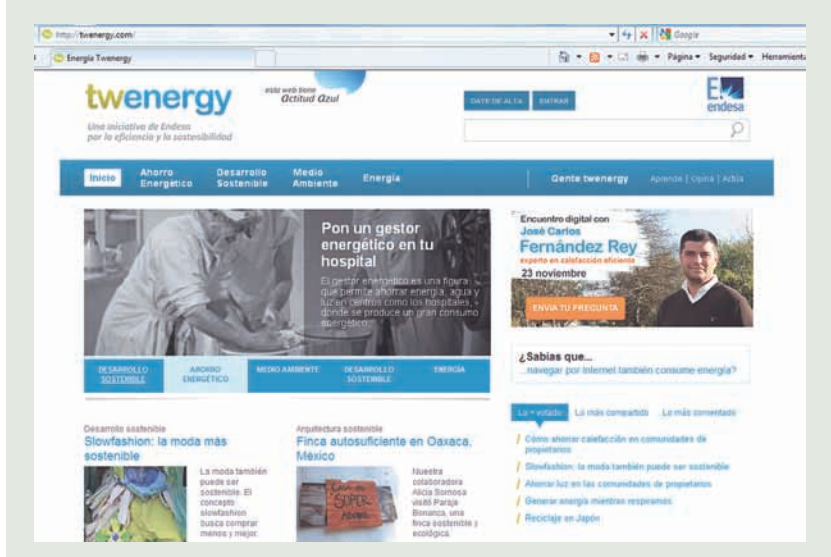 http://twenergy.com/
Google
Energía Twenergy
Página
Seguridad
Herramienta
twenergy
esta web tiene
Actitud Azul
Una iniciativa de Endesa
por la eficiencia y la sostenibilidad
DATE DE ALTA
ENTRAR
endesa
Inicio
Ahorro
Energético
Desarrollo
Sostenible
Medio
Ambiente
Energía
Gente twenergy
Aprende | Opina |
Pon un gestor
energético en tu
hospital
El gestor energético es una figura
que permite ahorrar energía, agua y
luz en centros como los hospitales,
donde se produce un gran consumo
energético.
DESARROLLO
SOSTENIBLE
AHORRO
ENERGÉTICO
MEDIO AMBIENTE
DESARROLLO
SOSTENIBLE
ENERGÍA
Encuentro digital con
José Carlos
Fernández Rey
experto en calefacción eficiente
23 noviembre
ENVIA TU PREGUNTA
¿Sabías que...
...navegar por Internet también consume energía?
Lo + votado
Lo más compartido
Lo más comentado
/ Cómo ahorrar calefacción en comunidades de
propietarios
/ Slowfashion: la moda también puede ser sostenible
/ Ahorrar luz en las comunidades de propietarios
/ Generar energía mientras respiramos
/ Reciclaje en Japón
Desarrollo sostenible
Slowfashion: la moda más
sostenible
La moda también
puede ser
sostenible. El
concepto
slowfashion
busca comprar
menos y mejor.
Arquitectura sostenible
Finca autosuficiente en Oaxaca,
México
SUPER
Nuestra
colaboradora
Alicia Somosa
visitó Paraje
Bonanza, una
finca sostenible y
ecológica.